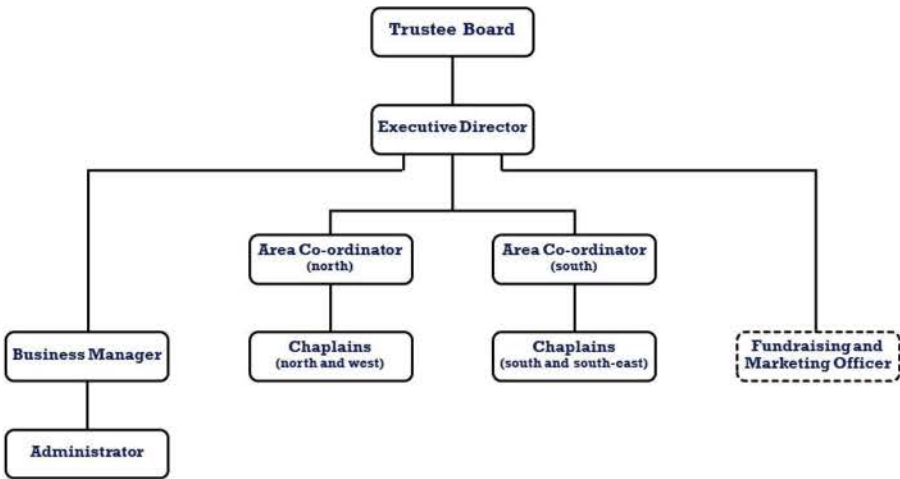 Trustee Board
Executive Director
Area Co-ordinator
(north)
Area Co-ordinator
(south)
Business Manager
Chaplains
(north and west)
Chaplains
(south and south-east)
Fundraising and
Marketing Officer
Administrator